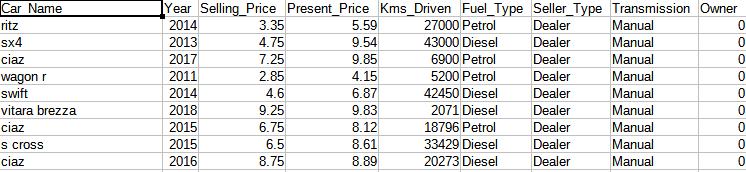 Car_Name Year Selling_Price Present_Price Kms_Driven Fuel_Type Seller_Type Transmission Owner
ritz 2014 3.35 5.59 27000 Petrol Dealer Manual 0
sx4 2013 4.75 9.54 43000 Diesel Dealer Manual 0
ciaz 2017 7.25 9.85 6900 Petrol Dealer Manual 0
wagon r 2011 2.85 4.15 5200 Petrol Dealer Manual 0
swift 2014 4.6 6.87 42450 Diesel Dealer Manual 0
vitara brezza 2018 9.25 9.83 2071 Diesel Dealer Manual 0
ciaz 2015 6.75 8.12 18796 Petrol Dealer Manual 0
s cross 2015 6.5 8.61 33429 Diesel Dealer Manual 0
ciaz 2016 8.75 8.89 20273 Diesel Dealer Manual 0